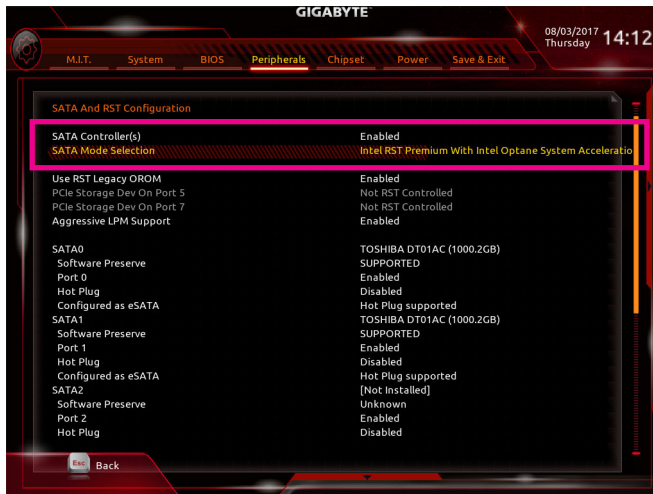 GIGABYTE™
08/03/2017 14:12
Thursday
M.I.T. System BIOS Peripherals Chipset Power Save & Exit
SATA And RST Configuration
SATA Controller(s) Enabled
SATA Mode Selection Intel RST Premium With Intel Optane System Acceleratio
Use RST Legacy OROM Enabled
PCIe Storage Dev On Port 5 Not RST Controlled
PCIe Storage Dev On Port 7 Not RST Controlled
Aggressive LPM Support Enabled
SATA0 TOSHIBA DT01AC (1000.2GB)
Software Preserve SUPPORTED
Port 0 Enabled
Hot Plug Disabled
Configured as eSATA Hot Plug supported
SATA1 TOSHIBA DT01AC (1000.2GB)
Software Preserve SUPPORTED
Port 1 Enabled
Hot Plug Disabled
Configured as eSATA Hot Plug supported
SATA2 [Not Installed]
Software Preserve Unknown
Port 2 Enabled
Hot Plug Disabled
Esc Back